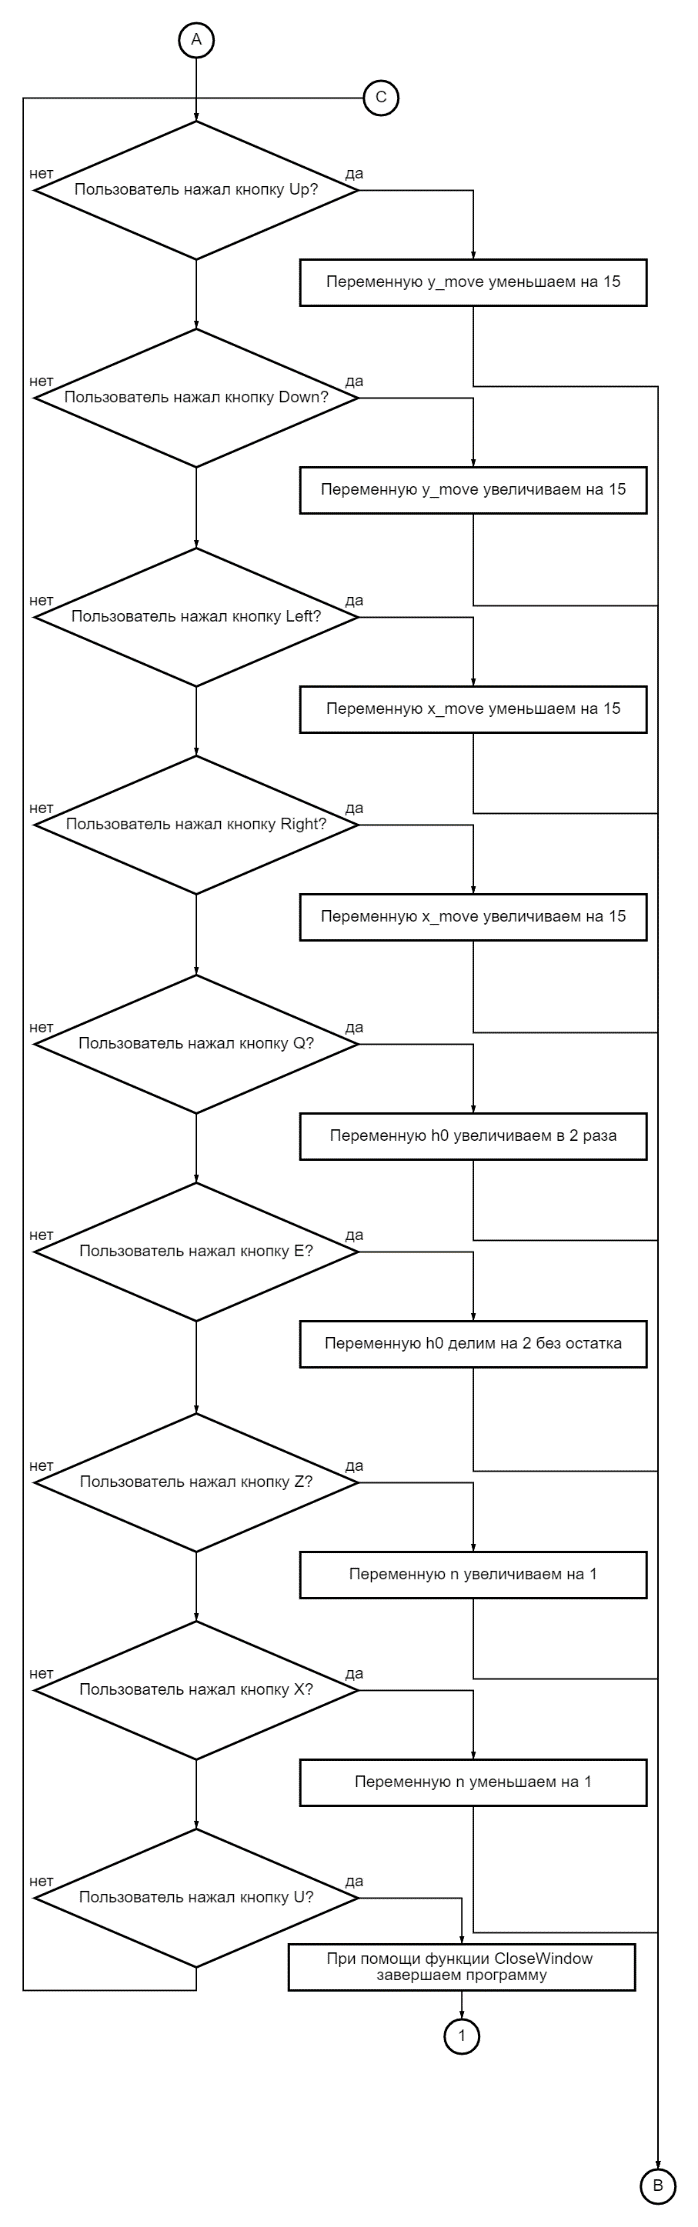 A
C
нет
да
Пользователь нажал кнопку Up?
Переменную y_move уменьшаем на 15
нет
да
Пользователь нажал кнопку Down?
Переменную y_move увеличиваем на 15
нет
да
Пользователь нажал кнопку Left?
Переменную x_move уменьшаем на 15
нет
да
Пользователь нажал кнопку Right?
Переменную x_move увеличиваем на 15
нет
да
Пользователь нажал кнопку Q?
Переменную h0 увеличиваем в 2 раза
нет
да
Пользователь нажал кнопку E?
Переменную h0 делим на 2 без остатка
нет
да
Пользователь нажал кнопку Z?
Переменную n увеличиваем на 1
нет
да
Пользователь нажал кнопку X?
Переменную n уменьшаем на 1
нет
да
Пользователь нажал кнопку U?
При помощи функции CloseWindow
завершаем программу
1
B